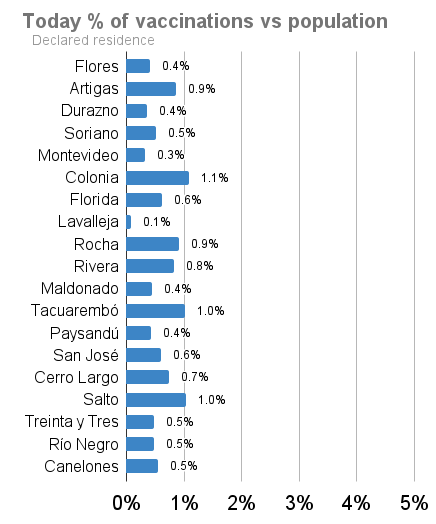 Today % of vaccinations vs population
Declared residence
Flores 0.4%
Artigas 0.9%
Durazno 0.4%
Soriano 0.5%
Montevideo 0.3%
Colonia 1.1%
Florida 0.6%
Lavalleja 0.1%
Rocha 0.9%
Rivera 0.8%
Maldonado 0.4%
Tacuarembó 1.0%
Paysandú 0.4%
San José 0.6%
Cerro Largo 0.7%
Salto 1.0%
Treinta y Tres 0.5%
Río Negro 0.5%
Canelones 0.5%
0% 1% 2% 3% 4% 5%